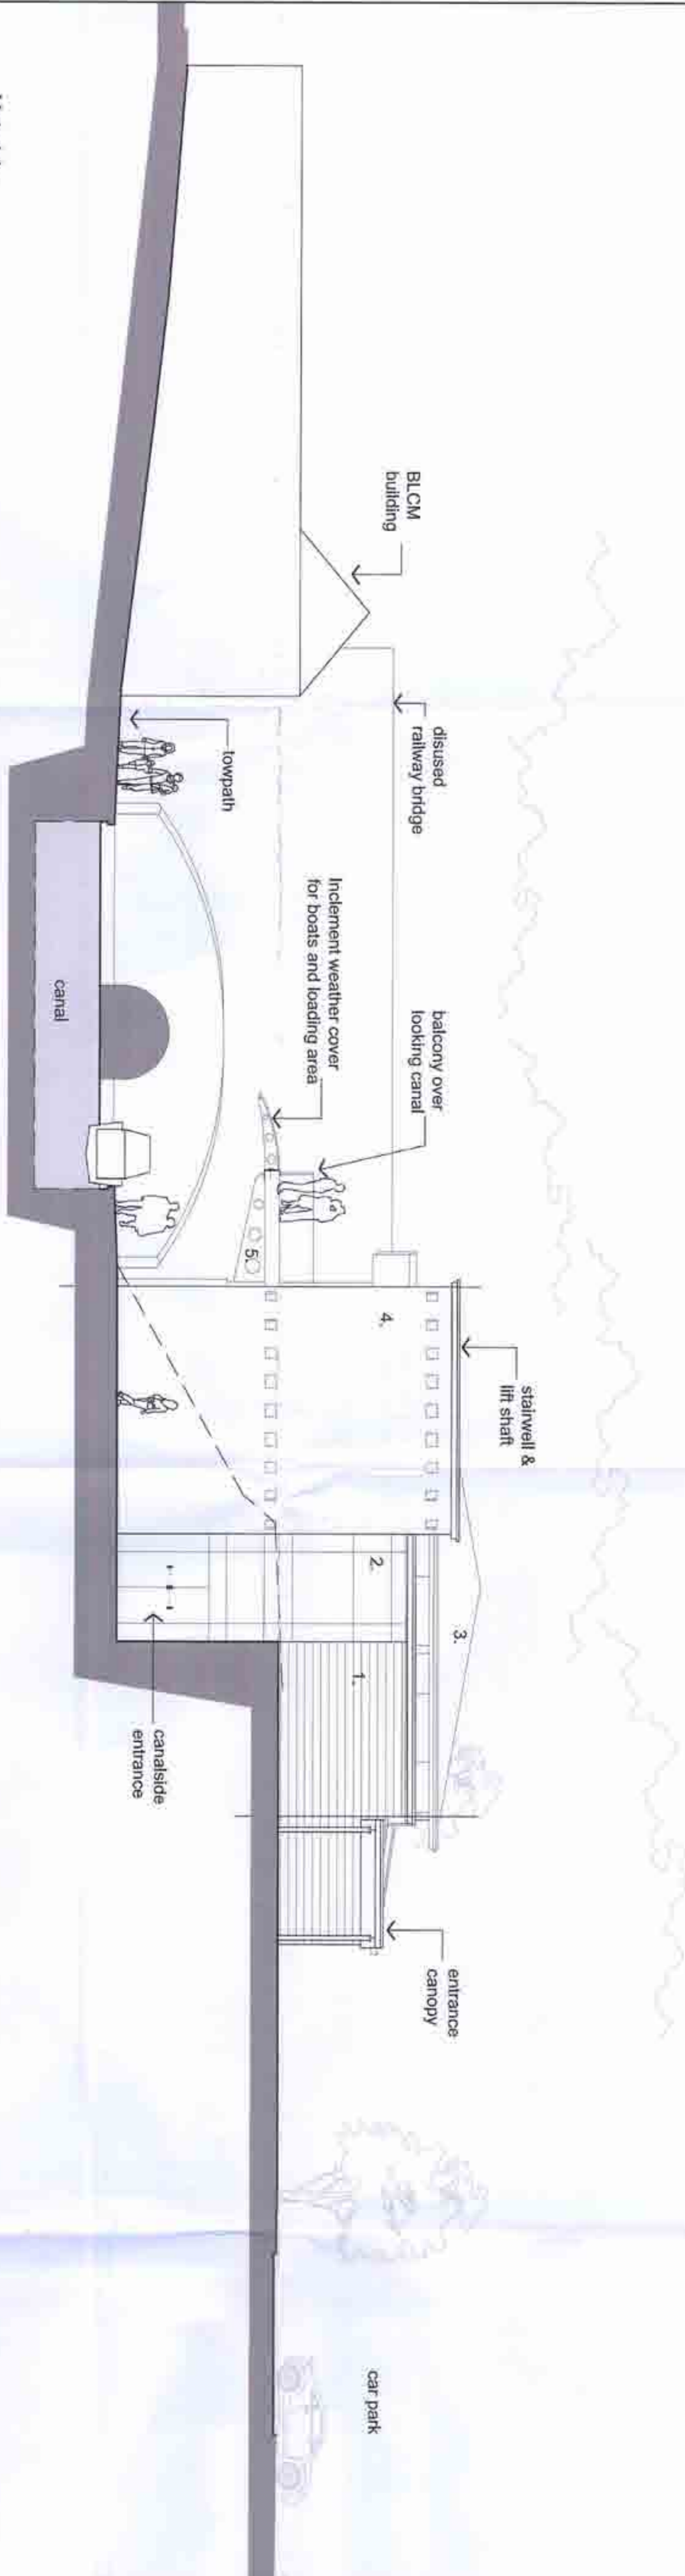 BLCM
building
disused
railway bridge
towpath
Inclement weather cover
for boats and loading area
balcony over
looking canal
canal
5.
4.
stairwell &
lift shaft
2.
3.
1.
canalside
entrance
entrance
canopy
car park